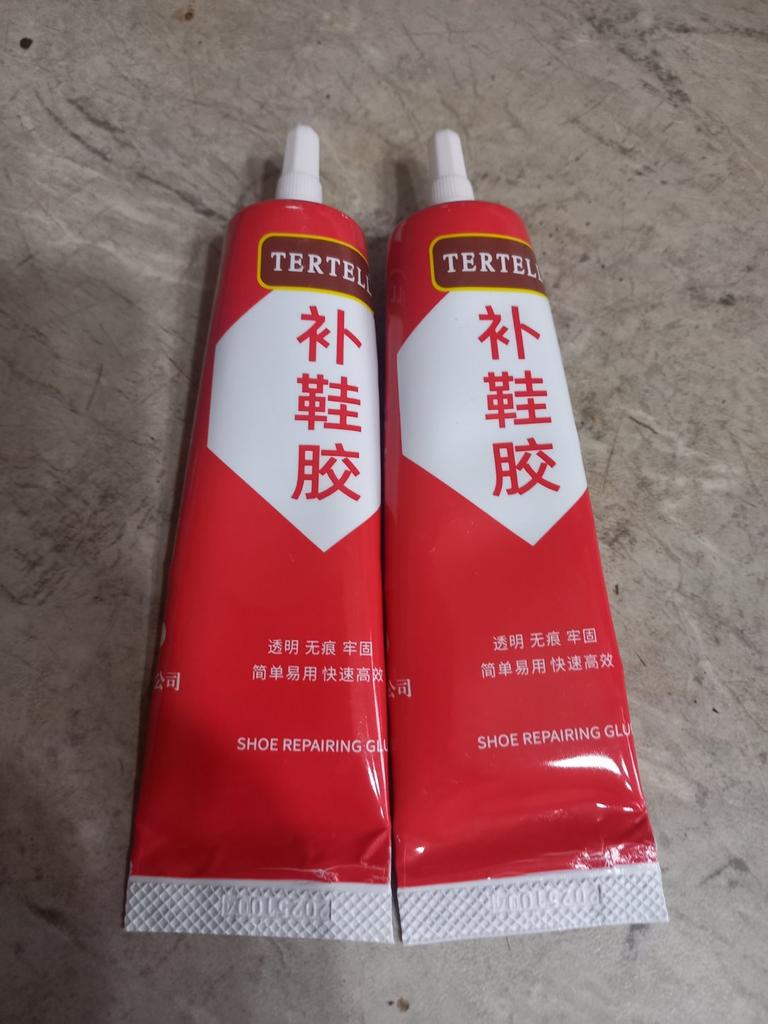 TERTEL
补
鞋
胶
透明 无痕 牢固
简单易用 快速高效
公司
SHOE REPAIRING GLU
TERTEL
补
鞋
胶
透明 无痕 牢固
简单易用 快速高效
公司
SHOE REPAIRING GLU